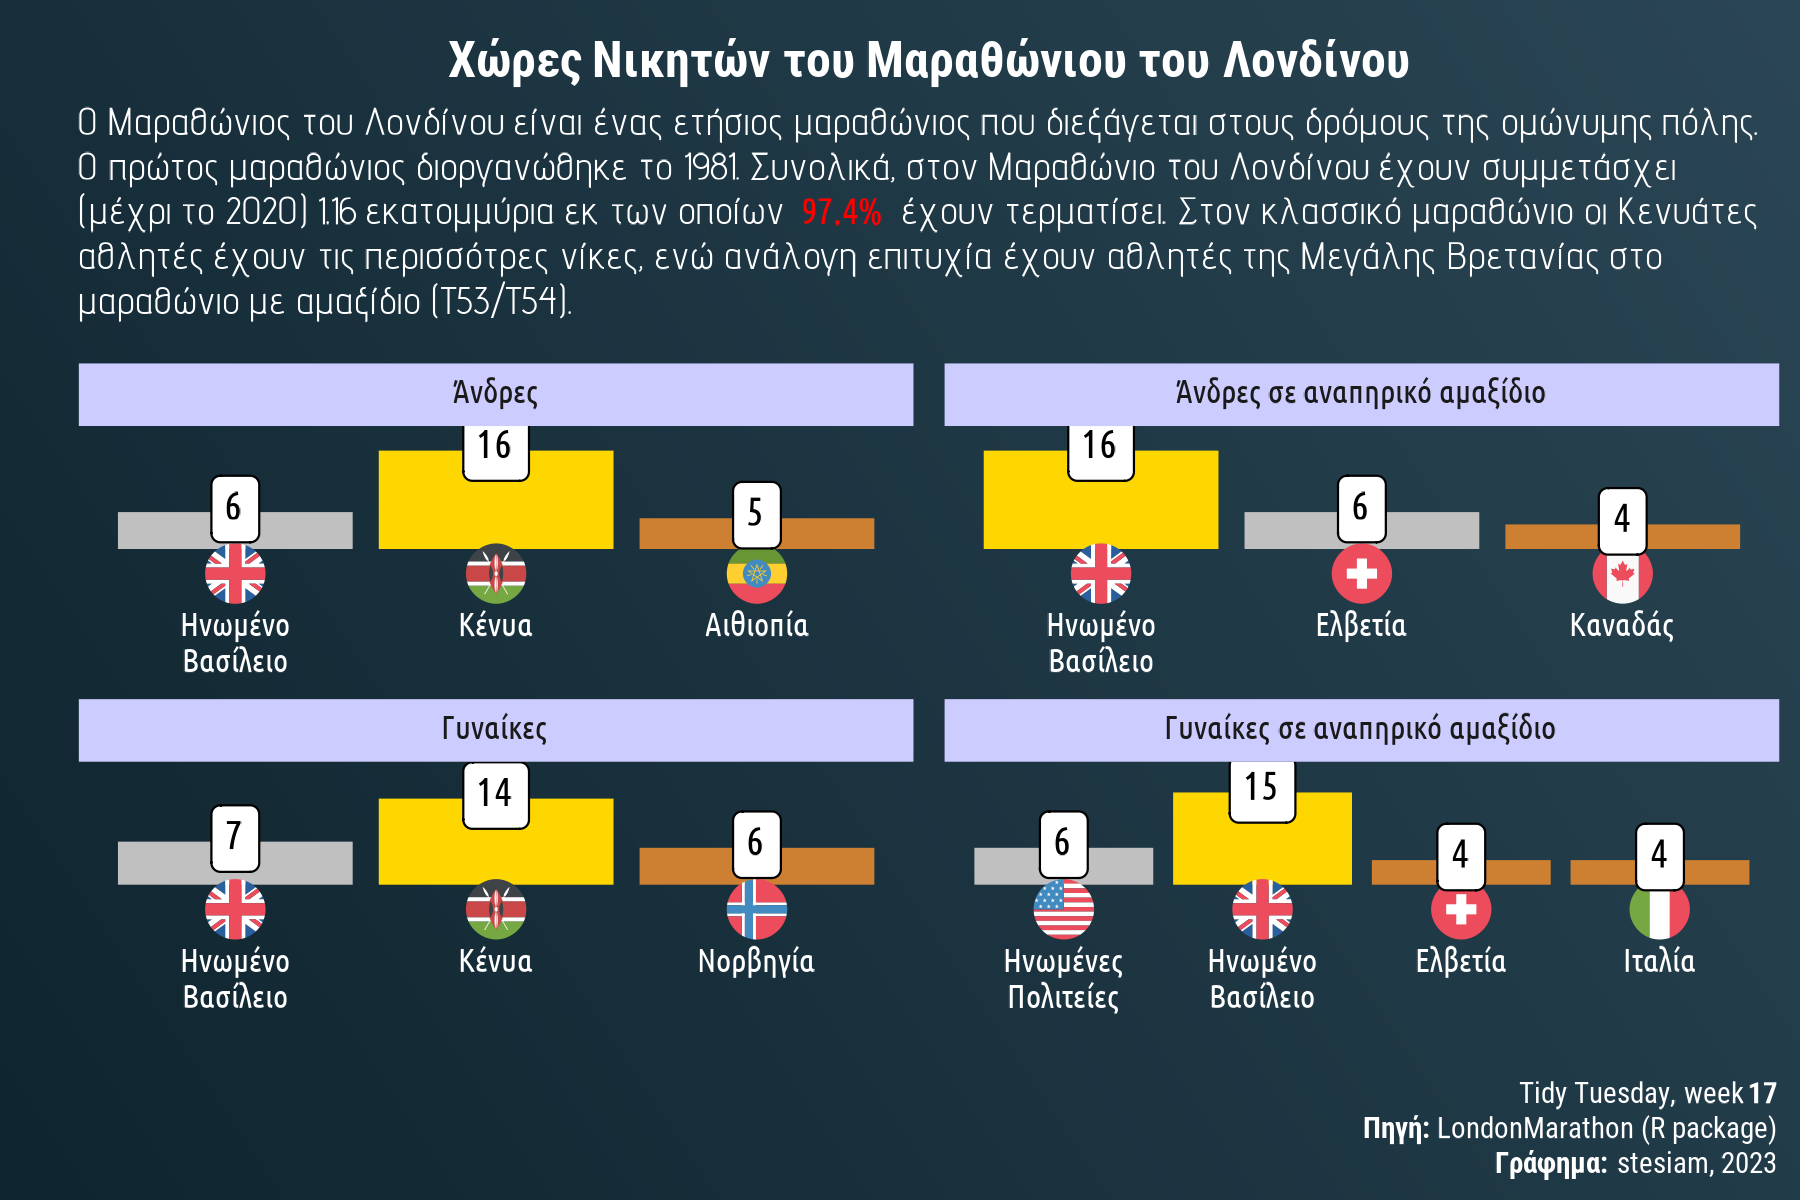 Χώρες Νικητών του Μαραθώνιου του Λονδίνου
Ο Μαραθώνιος του Λονδίνου είναι ένας ετήσιος μαραθώνιος που διεξάγεται στους δρόμους της ομώνυμης πόλης.
Ο πρώτος μαραθώνιος διοργανώθηκε το 1981. Συνολικά, στον Μαραθώνιο του Λονδίνου έχουν συμμετάσχει
(μέχρι το 2020) 1.16 εκατομμύρια εκ των οποίων 97.4% έχουν τερματίσει. Στον κλασσικό μαραθώνιο οι Κενυάτες
αθλητές έχουν τις περισσότρες νίκες, ενώ ανάλογη επιτυχία έχουν αθλητές της Μεγάλης Βρετανίας στο
μαραθώνιο με αμαξίδιο (T53/T54).
Άνδρες
6
16
5
Ηνωμένο
Βασίλειο
Κένυα
Αιθιοπία
Άνδρες σε αναπηρικό αμαξίδιο
16
6
4
Ηνωμένο
Βασίλειο
Ελβετία
Καναδάς
Γυναίκες
7
14
6
Ηνωμένο
Βασίλειο
Κένυα
Νορβηγία
Γυναίκες σε αναπηρικό αμαξίδιο
6
15
4
4
Ηνωμένες
Πολιτείες
Ηνωμένο
Βασίλειο
Ελβετία
Ιταλία
Tidy Tuesday, week 17
Πηγή: LondonMarathon (R package)
Γράφημα: stesiam, 2023